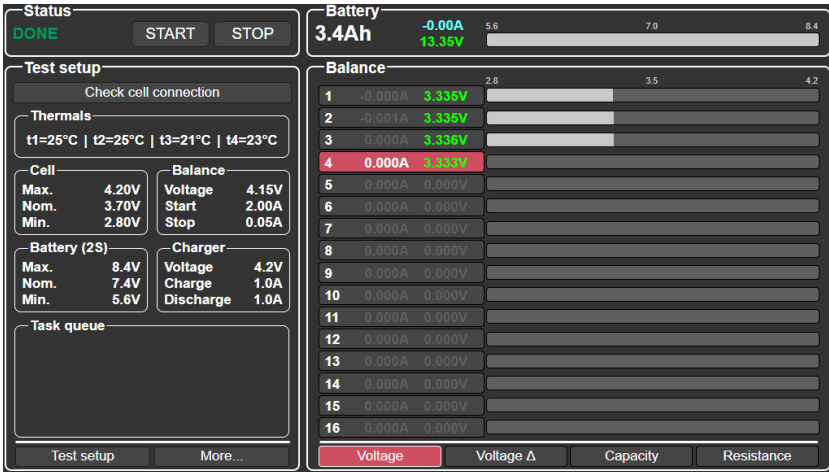 Status
DONE START STOP
Battery
3.4Ah -0.00A 13.35V
5.6 7.0 8.4
Test setup
Check cell connection
Thermals
t1=25°C | t2=25°C | t3=21°C | t4=23°C
Cell
Max. 4.20V
Nom. 3.70V
Min. 2.80V
Balance
Voltage 4.15V
Start 2.00A
Stop 0.05A
Battery (2S)
Max. 8.4V
Nom. 7.4V
Min. 5.6V
Charger
Voltage 4.2V
Charge 1.0A
Discharge 1.0A
Task queue
Test setup More...
Balance
2.8 3.5 4.2
1 -0.000A 3.335V
2 -0.001A 3.335V
3 0.000A 3.336V
4 0.000A 3.333V
5 0.000A 0.000V
6 0.000A 0.000V
7 0.000A 0.000V
8 0.000A 0.000V
9 0.000A 0.000V
10 0.000A 0.000V
11 0.000A 0.000V
12 0.000A 0.000V
13 0.000A 0.000V
14 0.000A 0.000V
15 0.000A 0.000V
16 0.000A 0.000V
Voltage Voltage Δ Capacity Resistance